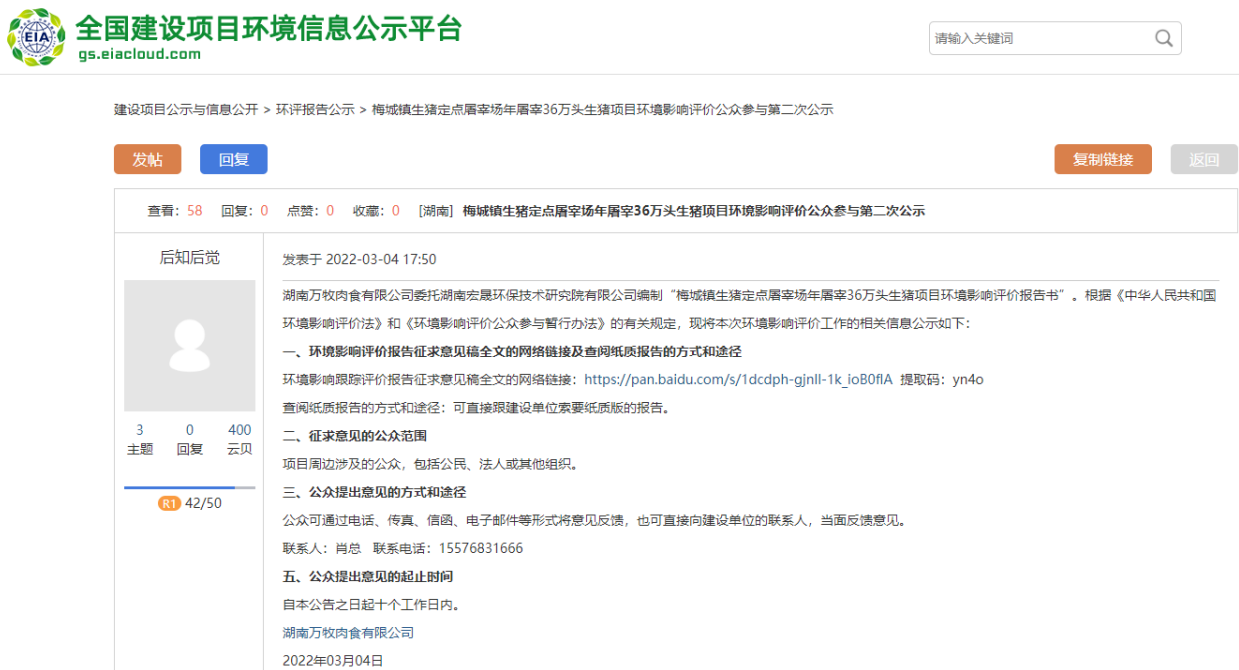 EIA
全国建设项目环境信息公示平台
gs.eiacloud.com
请输入关键词
建设项目公示与信息公开 > 环评报告公示 > 梅城镇生猪定点屠宰场年屠宰36万头生猪项目环境影响评价公众参与第二次公示
发帖 回复 复制链接 返回
查看：58 回复：0 点赞：0 收藏：0 [湖南] 梅城镇生猪定点屠宰场年屠宰36万头生猪项目环境影响评价公众参与第二次公示
后知后觉
3 0 400
主题 回复 云贝
R1 42/50
发表于 2022-03-04 17:50
湖南万牧肉食有限公司委托湖南宏晟环保技术研究院有限公司编制“梅城镇生猪定点屠宰场年屠宰36万头生猪项目环境影响评价报告书”。根据《中华人民共和国
环境影响评价法》和《环境影响评价公众参与暂行办法》的有关规定，现将本次环境影响评价工作的相关信息公示如下：
一、环境影响评价报告征求意见稿全文的网络链接及查阅纸质报告的方式和途径
环境影响跟踪评价报告征求意见稿全文的网络链接：https://pan.baidu.com/s/1dcdph-gjnll-1k_ioB0flA 提取码：yn4o
查阅纸质报告的方式和途径：可直接跟建设单位索要纸质版的报告。
二、征求意见的公众范围
项目周边涉及的公众，包括公民、法人或其他组织。
三、公众提出意见的方式和途径
公众可通过电话、传真、信函、电子邮件等形式将意见反馈，也可直接向建设单位的联系人，当面反馈意见。
联系人：肖总 联系电话：15576831666
五、公众提出意见的起止时间
自本公告之日起十个工作日内。
湖南万牧肉食有限公司
2022年03月04日